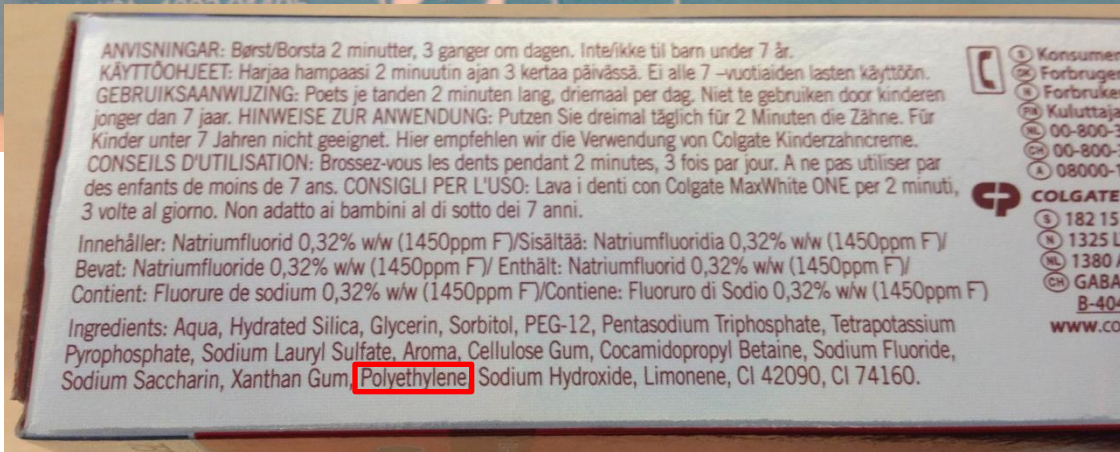 ANVISNINGAR: Børst/Borsta 2 minutter, 3 ganger om dagen. Inte/ikke til barn under 7 år.
KÄYTTÖOHJEET: Harjaa hampaasi 2 minuutin ajan 3 kertaa päivässä. Ei alle 7 –vuotiaiden lasten käyttöön.
GEBRUIKSAANWIJZING: Poets je tanden 2 minuten lang, driemaal per dag. Niet te gebruiken door kinderen
jonger dan 7 jaar. HINWEISE ZUR ANWENDUNG: Putzen Sie dreimal täglich für 2 Minuten die Zähne. Für
Kinder unter 7 Jahren nicht geeignet. Hier empfehlen wir die Verwendung von Colgate Kinderzahncreme.
CONSEILS D'UTILISATION: Brossez-vous les dents pendant 2 minutes, 3 fois par jour. A ne pas utiliser par
des enfants de moins de 7 ans. CONSIGLI PER L'USO: Lava i denti con Colgate MaxWhite ONE per 2 minuti,
3 volte al giorno. Non adatto ai bambini al di sotto dei 7 anni.
Innehåller: Natriumfluorid 0,32% w/w (1450ppm F⁻)/Sisältää: Natriumfluoridia 0,32% w/w (1450ppm F⁻)/
Bevat: Natriumfluoride 0,32% w/w (1450ppm F⁻)/ Enthält: Natriumfluorid 0,32% w/w (1450ppm F⁻)/
Contient: Fluorure de sodium 0,32% w/w (1450ppm F⁻)/Contiene: Fluoruro di Sodio 0,32% w/w (1450ppm F⁻)
Ingredients: Aqua, Hydrated Silica, Glycerin, Sorbitol, PEG-12, Pentasodium Triphosphate, Tetrapotassium
Pyrophosphate, Sodium Lauryl Sulfate, Aroma, Cellulose Gum, Cocamidopropyl Betaine, Sodium Fluoride,
Sodium Saccharin, Xanthan Gum, Polyethylene, Sodium Hydroxide, Limonene, CI 42090, CI 74160.
S Konsumen
DK Forbruge
N Forbruke
FIN Kuluttaj
NL 00-800-
CH 00-800-
A 08000-1
CP COLGATE
S 182 15
N 1325 L
NL 1380 A
CH GABA
B-40
www.co